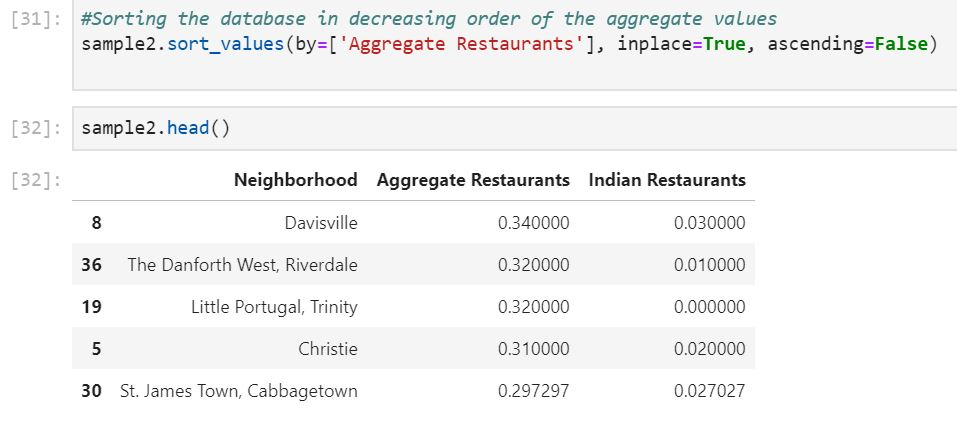 [31]: #Sorting the database in decreasing order of the aggregate values
sample2.sort_values(by=['Aggregate Restaurants'], inplace=True, ascending=False)
[32]: sample2.head()
[32]: Neighborhood Aggregate Restaurants Indian Restaurants
8 Davisville 0.340000 0.030000
36 The Danforth West, Riverdale 0.320000 0.010000
19 Little Portugal, Trinity 0.320000 0.000000
5 Christie 0.310000 0.020000
30 St. James Town, Cabbagetown 0.297297 0.027027